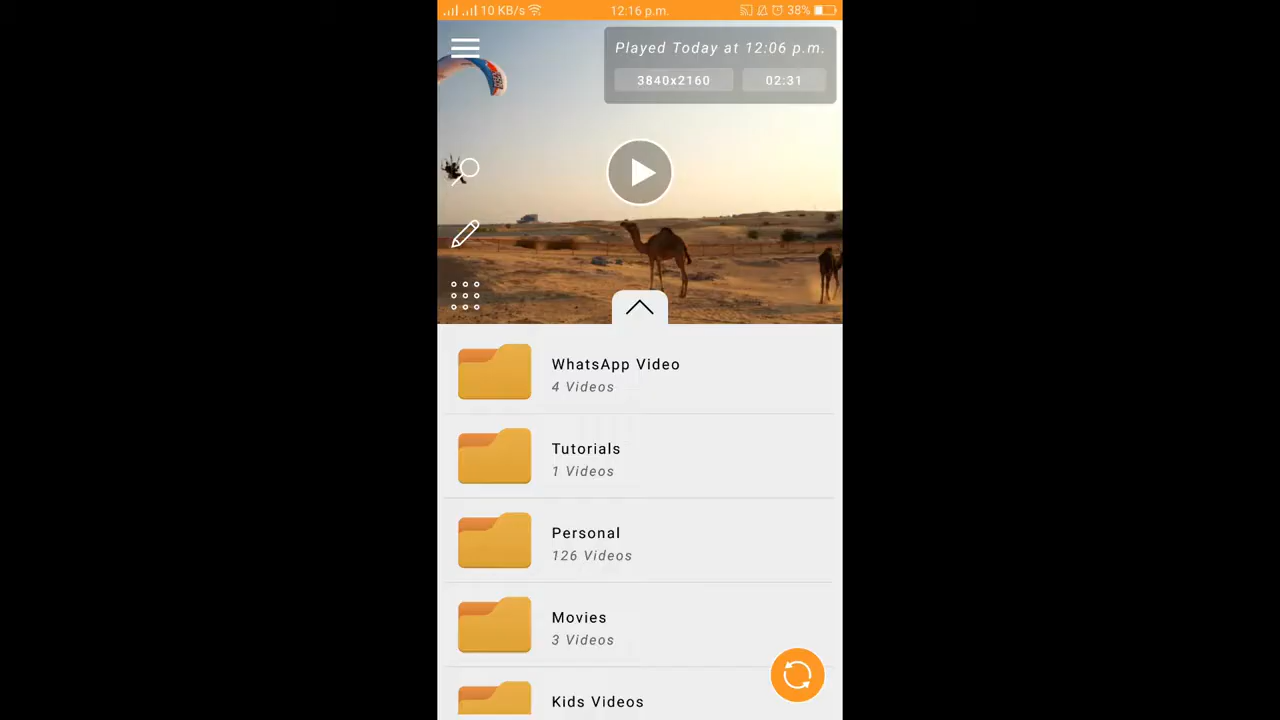 10 KB/s 12:16 p.m. 38%
Played Today at 12:06 p.m.
3840x2160 02:31
WhatsApp Video
4 Videos
Tutorials
1 Videos
Personal
126 Videos
Movies
3 Videos
Kids Videos